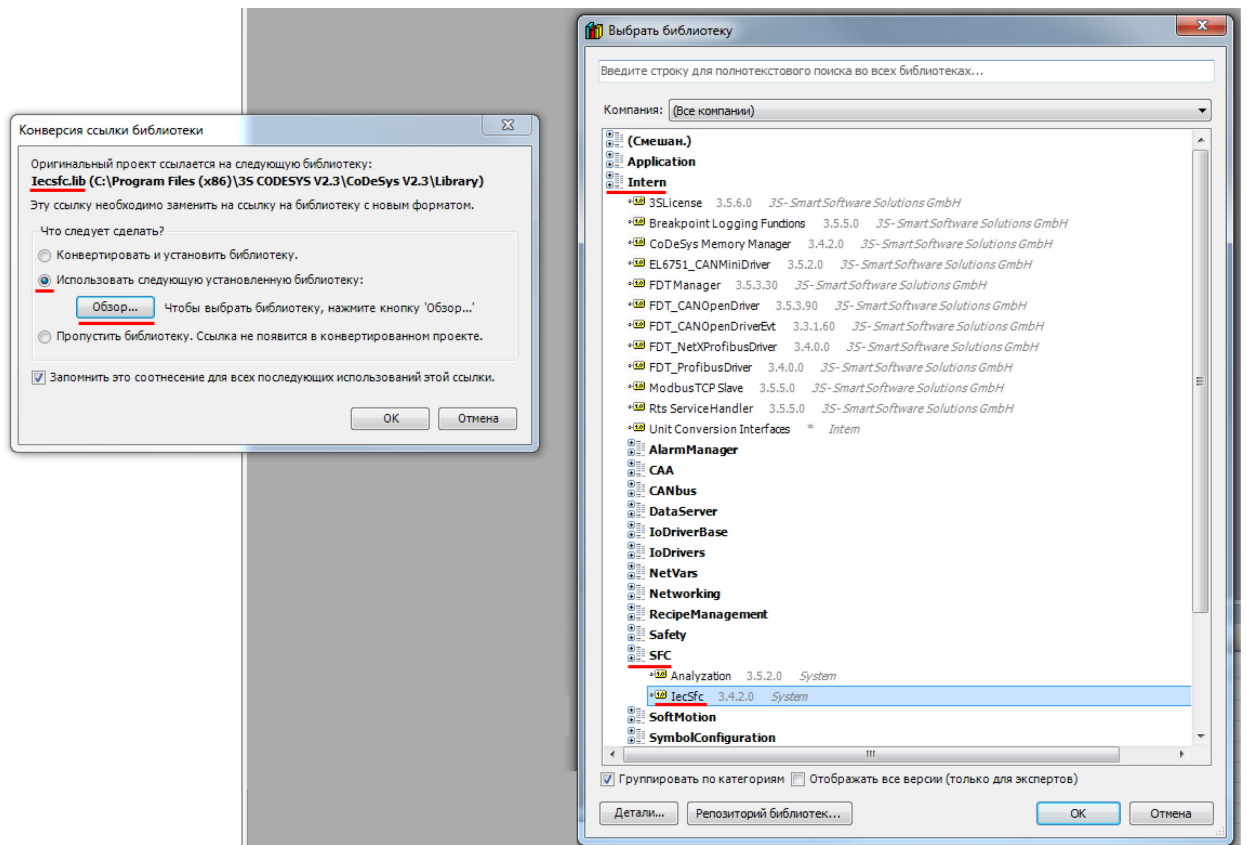 Конверсия ссылки библиотеки
Оригинальный проект ссылается на следующую библиотеку:
Iecsfc.lib (C:\Program Files (x86)\3S CODESYS V2.3\CoDeSys V2.3\Library)
Эту ссылку необходимо заменить на ссылку на библиотеку с новым форматом.
Что следует сделать?
Конвертировать и установить библиотеку.
Использовать следующую установленную библиотеку:
Обзор... Чтобы выбрать библиотеку, нажмите кнопку 'Обзор...'
Пропустить библиотеку. Ссылка не появится в конвертированном проекте.
Запомнить это соотнесение для всех последующих использований этой ссылки.
OK Отмена
Выбрать библиотеку
Введите строку для полнотекстового поиска во всех библиотеках...
Компания: (Все компании)
(Смешан.)
Application
Intern
3SLicense 3.5.6.0 3S-Smart Software Solutions GmbH
Breakpoint Logging Functions 3.5.5.0 3S-Smart Software Solutions GmbH
CoDeSys Memory Manager 3.4.2.0 3S-Smart Software Solutions GmbH
EL6751_CANMiniDriver 3.5.2.0 3S-Smart Software Solutions GmbH
FDT Manager 3.5.3.30 3S-Smart Software Solutions GmbH
FDT_CANOpenDriver 3.5.3.90 3S-Smart Software Solutions GmbH
FDT_CANOpenDriverEvt 3.3.1.60 3S-Smart Software Solutions GmbH
FDT_NetXProfibusDriver 3.4.0.0 3S-Smart Software Solutions GmbH
FDT_ProfibusDriver 3.4.0.0 3S-Smart Software Solutions GmbH
ModbusTCP Slave 3.5.5.0 3S-Smart Software Solutions GmbH
Rts ServiceHandler 3.5.5.0 3S-Smart Software Solutions GmbH
Unit Conversion Interfaces * Intern
AlarmManager
CAA
CANbus
DataServer
IoDriverBase
IoDrivers
NetVars
Networking
RecipeManagement
Safety
SFC
Analyzation 3.5.2.0 System
IecSfc 3.4.2.0 System
SoftMotion
SymbolConfiguration
Группировать по категориям Отображать все версии (только для экспертов)
Детали... Репозиторий библиотек... OK Отмена